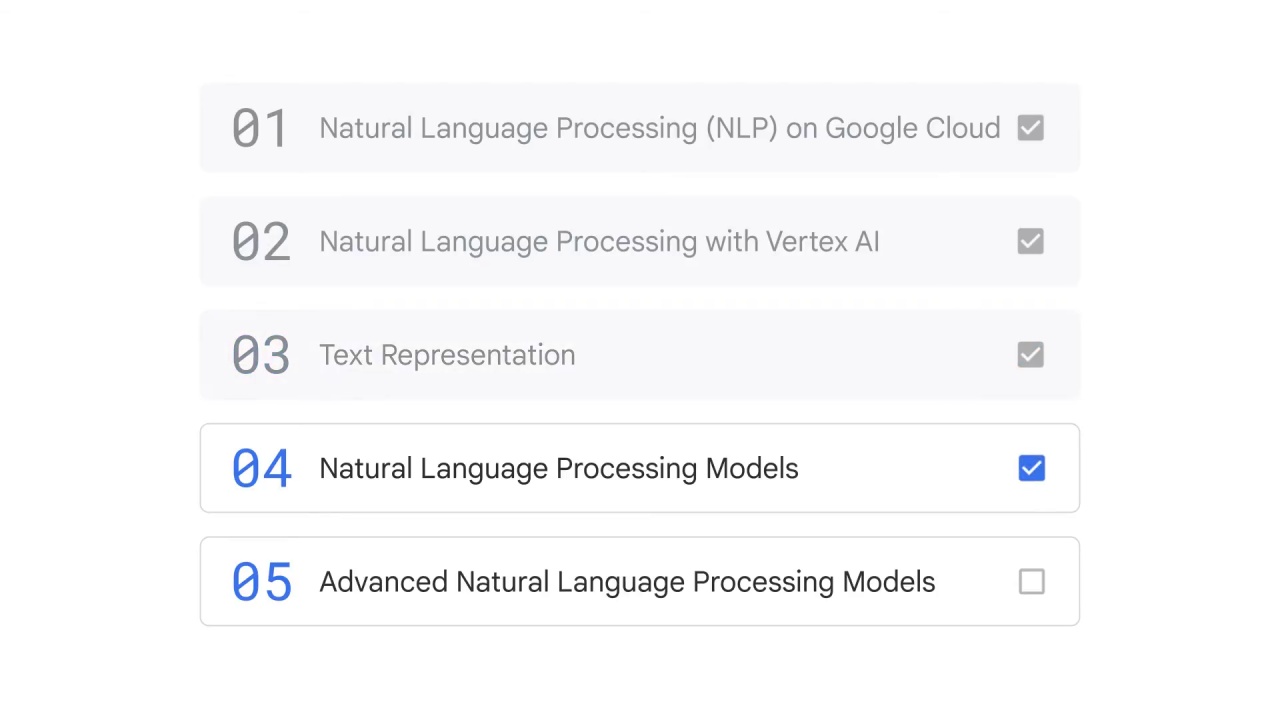 01 Natural Language Processing (NLP) on Google Cloud
02 Natural Language Processing with Vertex AI
03 Text Representation
04 Natural Language Processing Models
05 Advanced Natural Language Processing Models